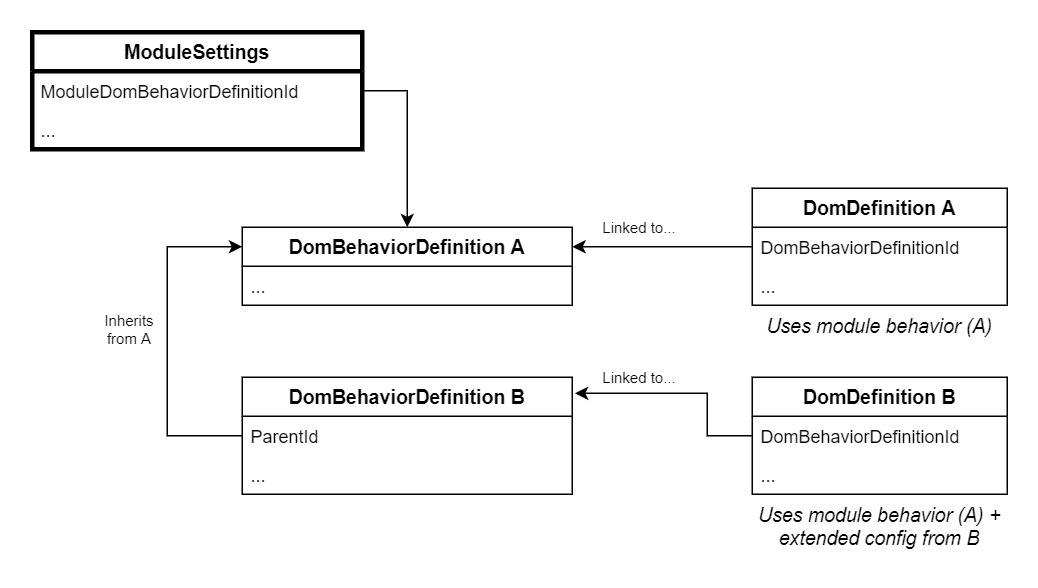 ModuleSettings
ModuleDomBehaviorDefinitionId
...
DomBehaviorDefinition A
...
Linked to...
DomDefinition A
DomBehaviorDefinitionId
...
Uses module behavior (A)
Inherits
from A
DomBehaviorDefinition B
ParentId
...
Linked to...
DomDefinition B
DomBehaviorDefinitionId
...
Uses module behavior (A) +
extended config from B